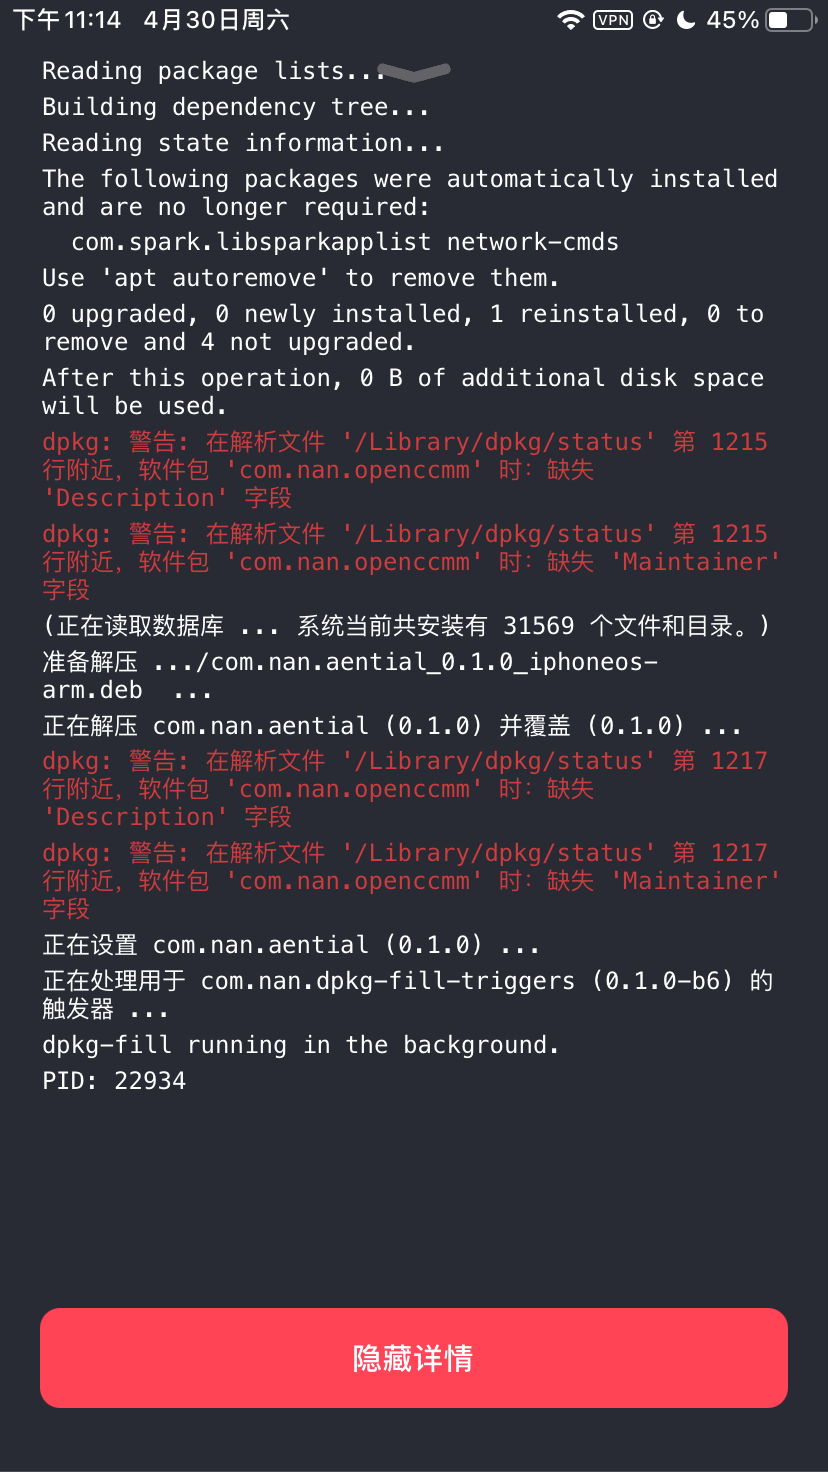 下午11:14 4月30日周六 VPN 45%
Reading package lists...
Building dependency tree...
Reading state information...
The following packages were automatically installed
and are no longer required:
com.spark.libsparkapplist network-cmds
Use 'apt autoremove' to remove them.
0 upgraded, 0 newly installed, 1 reinstalled, 0 to
remove and 4 not upgraded.
After this operation, 0 B of additional disk space
will be used.
dpkg: 警告: 在解析文件 '/Library/dpkg/status' 第 1215
行附近，软件包 'com.nan.openccmm' 时：缺失
'Description' 字段
dpkg: 警告: 在解析文件 '/Library/dpkg/status' 第 1215
行附近，软件包 'com.nan.openccmm' 时：缺失 'Maintainer'
字段
(正在读取数据库 ... 系统当前共安装有 31569 个文件和目录。)
准备解压 .../com.nan.aential_0.1.0_iphoneos-
arm.deb ...
正在解压 com.nan.aential (0.1.0) 并覆盖 (0.1.0) ...
dpkg: 警告: 在解析文件 '/Library/dpkg/status' 第 1217
行附近，软件包 'com.nan.openccmm' 时：缺失
'Description' 字段
dpkg: 警告: 在解析文件 '/Library/dpkg/status' 第 1217
行附近，软件包 'com.nan.openccmm' 时：缺失 'Maintainer'
字段
正在设置 com.nan.aential (0.1.0) ...
正在处理用于 com.nan.dpkg-fill-triggers (0.1.0-b6) 的
触发器 ...
dpkg-fill running in the background.
PID: 22934
隐藏详情